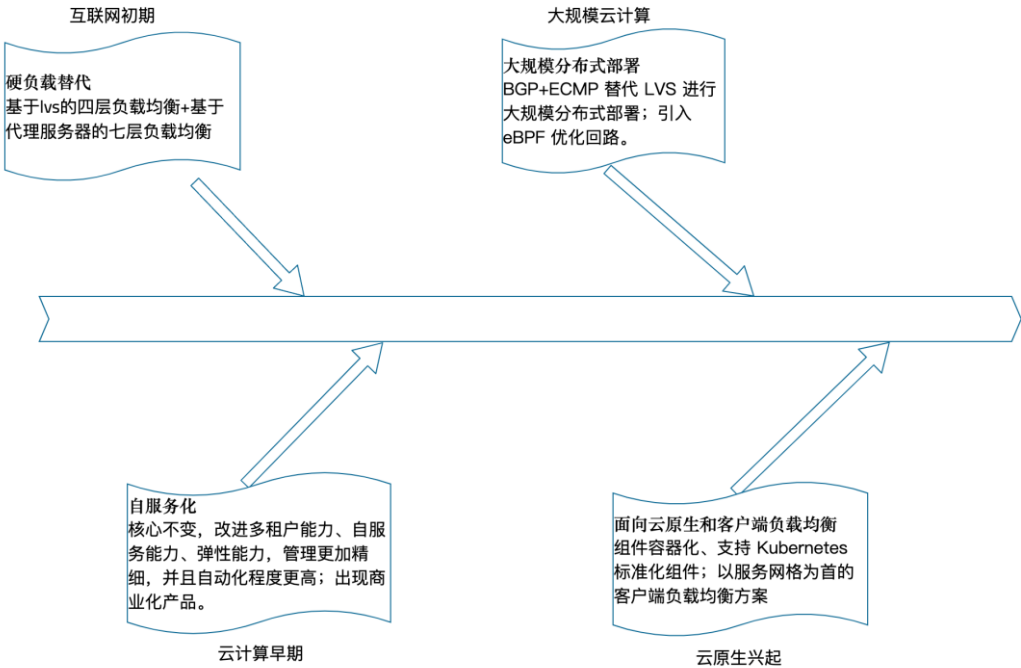 互联网初期
硬负载替代
基于lvs的四层负载均衡+基于
代理服务器的七层负载均衡
大规模云计算
大规模分布式部署
BGP+ECMP 替代 LVS 进行
大规模分布式部署；引入
eBPF 优化回路。
自服务化
核心不变，改进多租户能力、自服
务能力、弹性能力，管理更加精
细，并且自动化程度更高；出现商
业化产品。
云计算早期
面向云原生和客户端负载均衡
组件容器化、支持 Kubernetes
标准化组件；以服务网格为首的
客户端负载均衡方案
云原生兴起